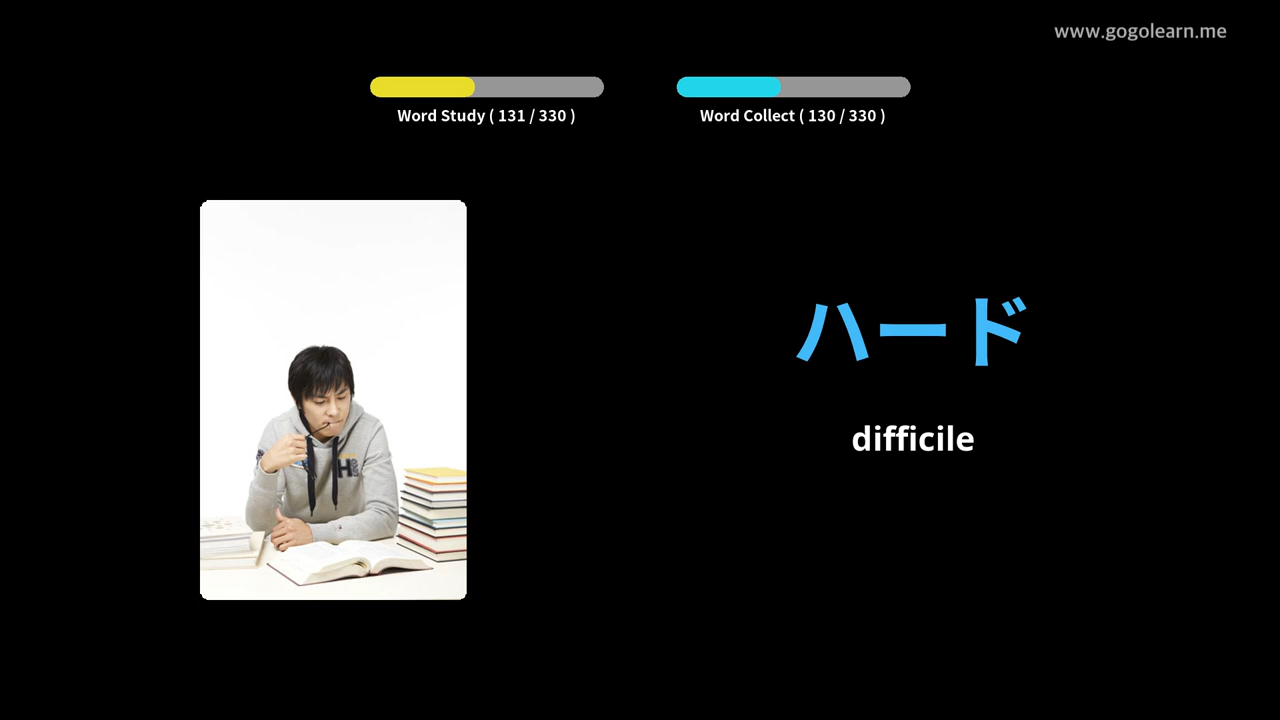 www.gogolearn.me
Word Study ( 131 / 330 )
Word Collect ( 130 / 330 )
ハード
difficile
H